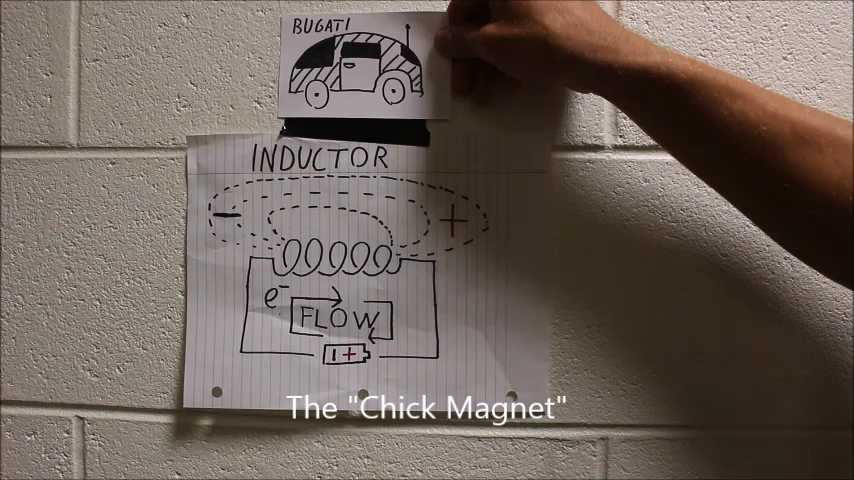 BUGATI
INDUCTOR
− +
e⁻
FLOW
+
The "Chick Magnet"